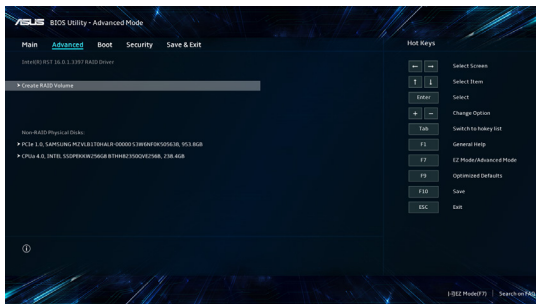 ASUS BIOS Utility - Advanced Mode
Main Advanced Boot Security Save & Exit
Intel(R) RST 16.0.1.3397 RAID Driver
Create RAID Volume
Non-RAID Physical Disks:
PCIe 1.0, SAMSUNG MZVLB1T0HALR-00000 S3W6NF0K505638, 953.8GB
CPUa 4.0, INTEL SSDPEKKW256G8 BTHH82350QVE256B, 238.4GB
Hot Keys
← → Select Screen
↑ ↓ Select Item
Enter Select
+ − Change Option
Tab Switch to hokey list
F1 General Help
F7 EZ Mode/Advanced Mode
F9 Optimized Defaults
F10 Save
ESC Exit
EZ Mode(F7) | Search on FAQ